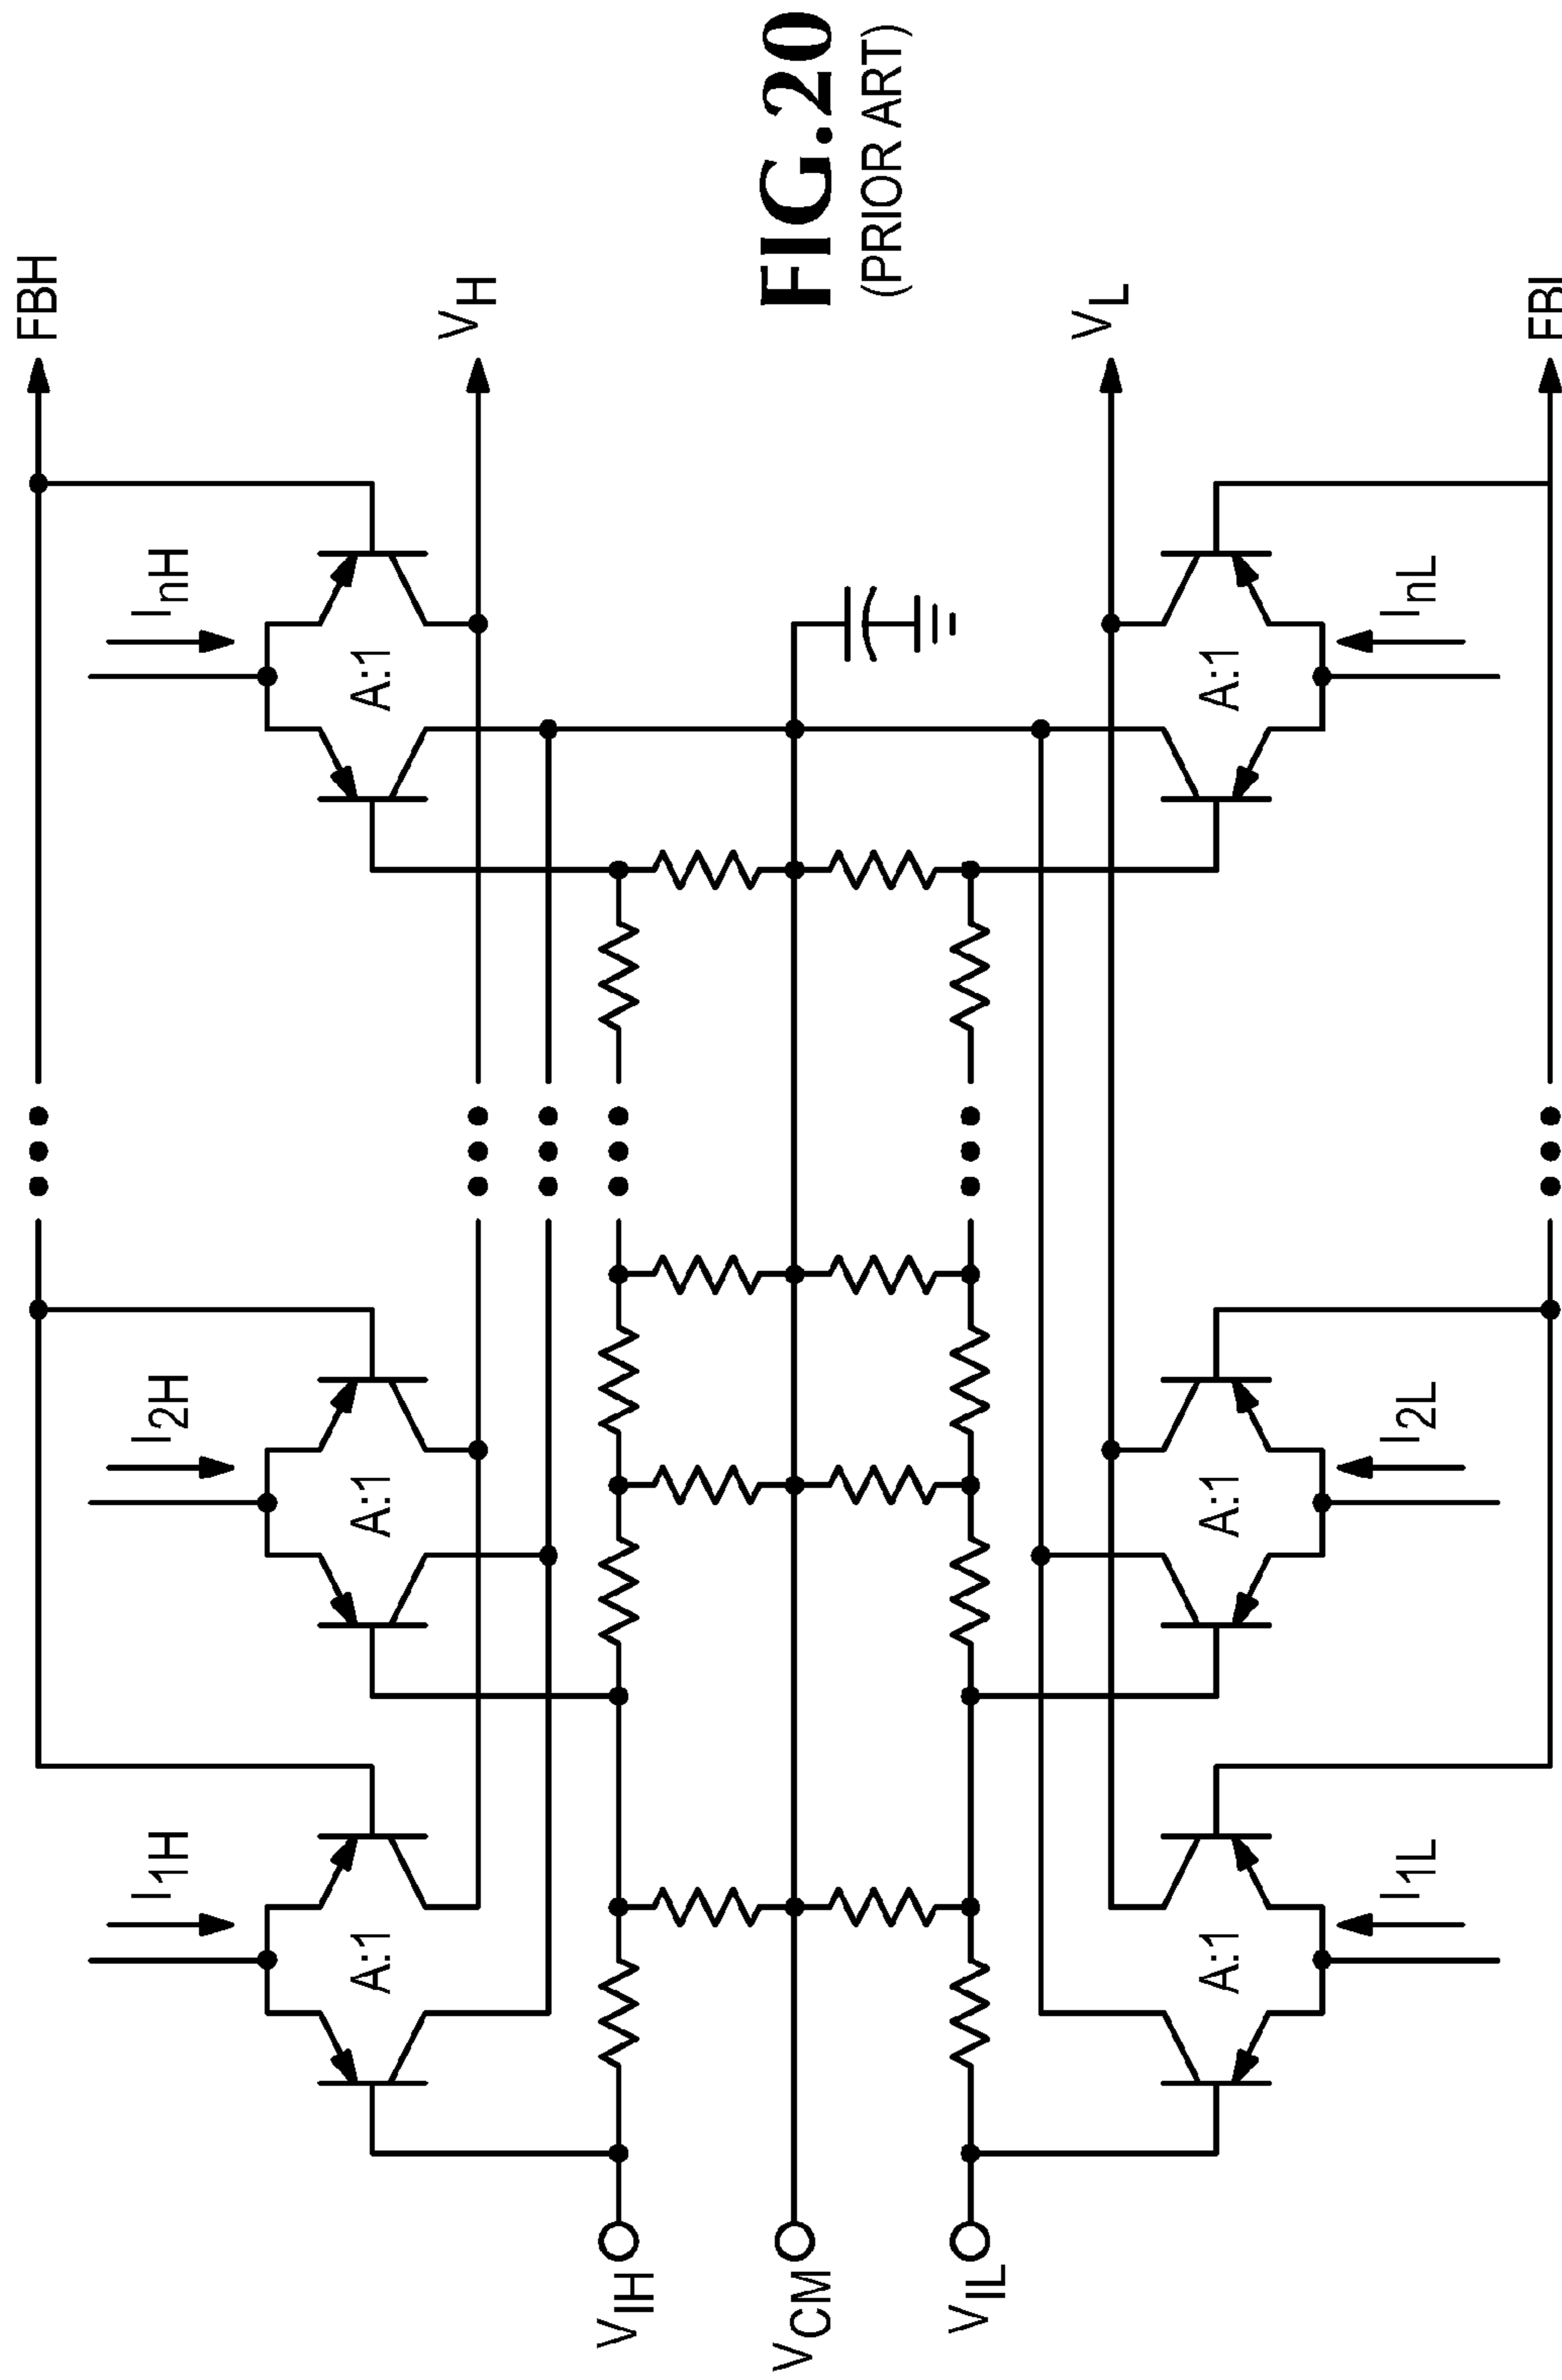 FBH
I1H
I2H
InH
A:1
A:1
A:1
VH
VIH
VCM
FIG.20
(PRIOR ART)
VIL
VL
A:1
A:1
A:1
I1L
I2L
InL
FBL